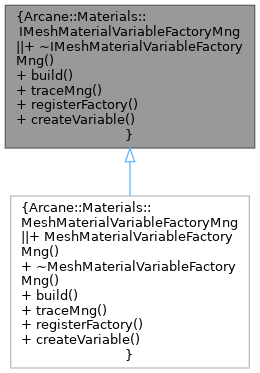 {Arcane::Materials::
IMeshMaterialVariableFactoryMng
||+ ~IMeshMaterialVariableFactory
Mng()
+ build()
+ traceMng()
+ registerFactory()
+ createVariable()
}
{Arcane::Materials::
MeshMaterialVariableFactoryMng
||+ MeshMaterialVariableFactory
Mng()
+ ~MeshMaterialVariableFactory
Mng()
+ build()
+ traceMng()
+ registerFactory()
+ createVariable()
}